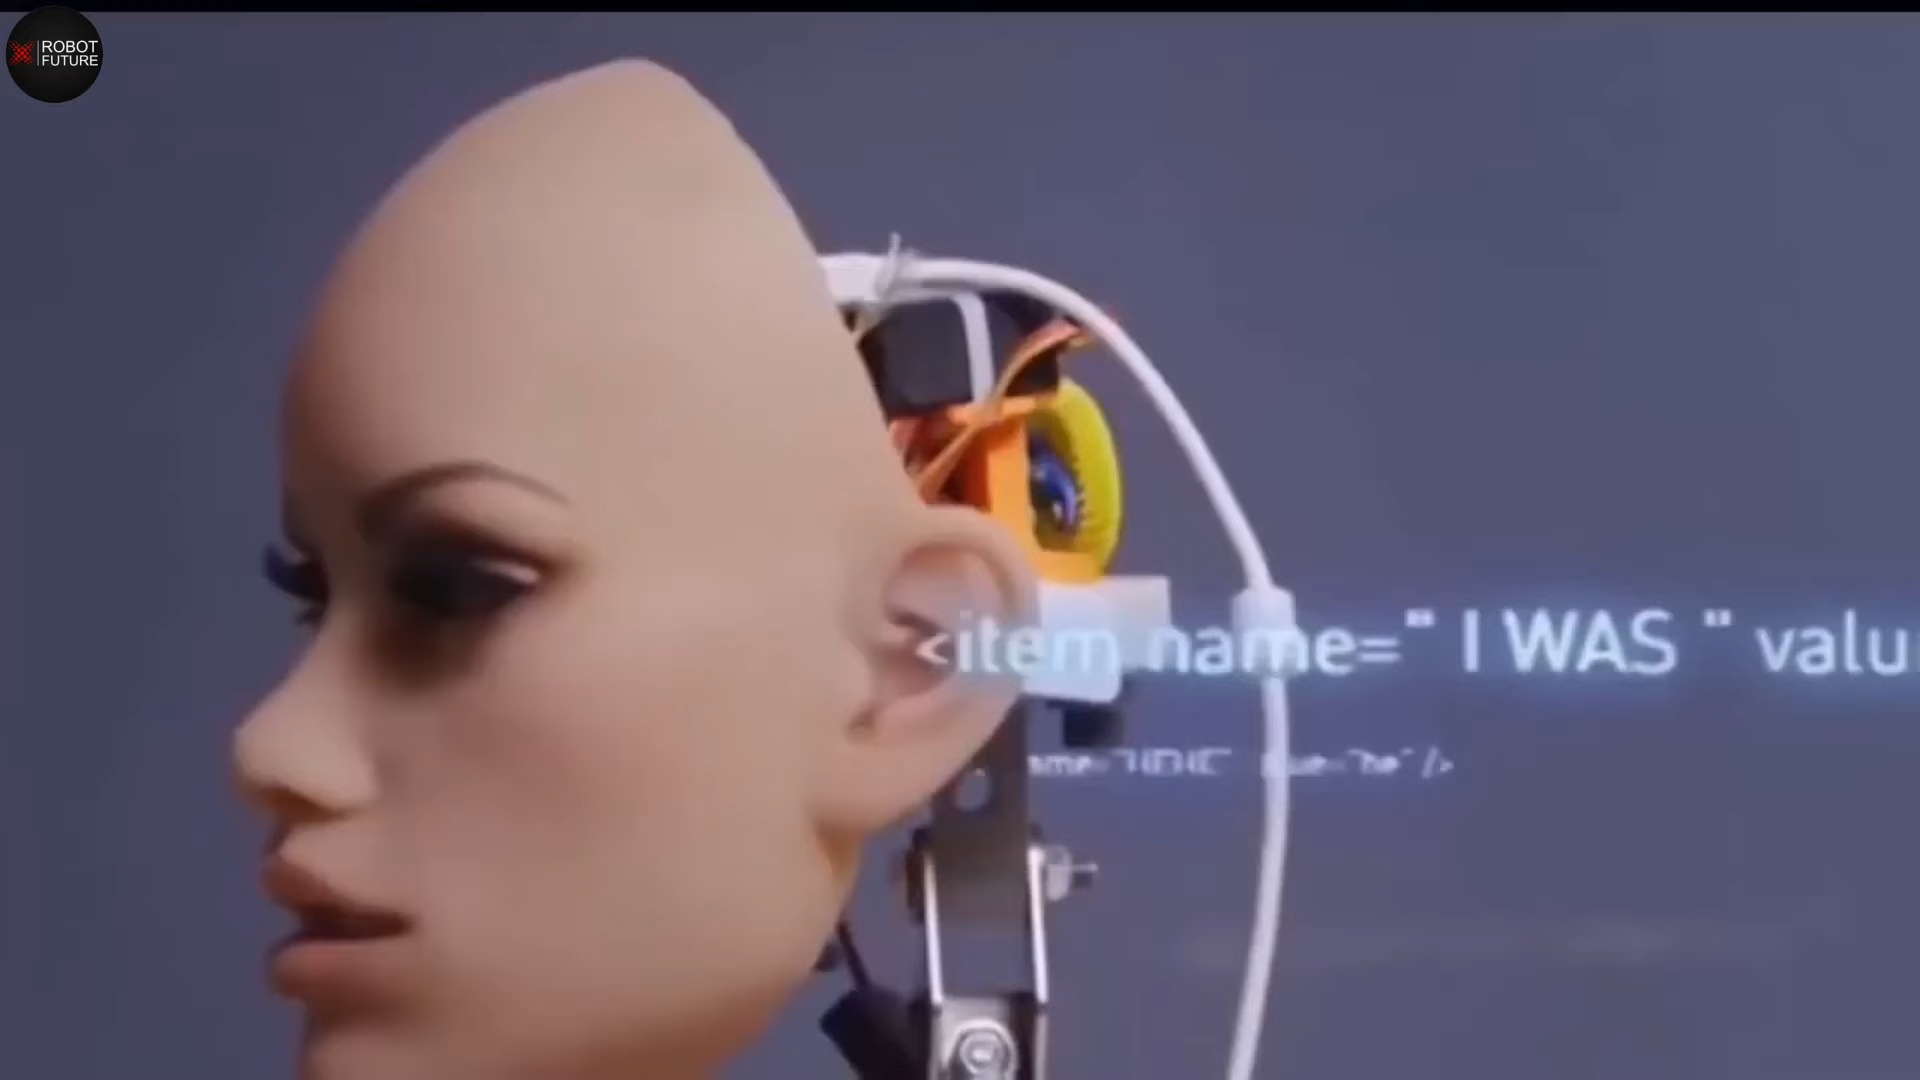 ROBOT
FUTURE
<item name=" I WAS " valu